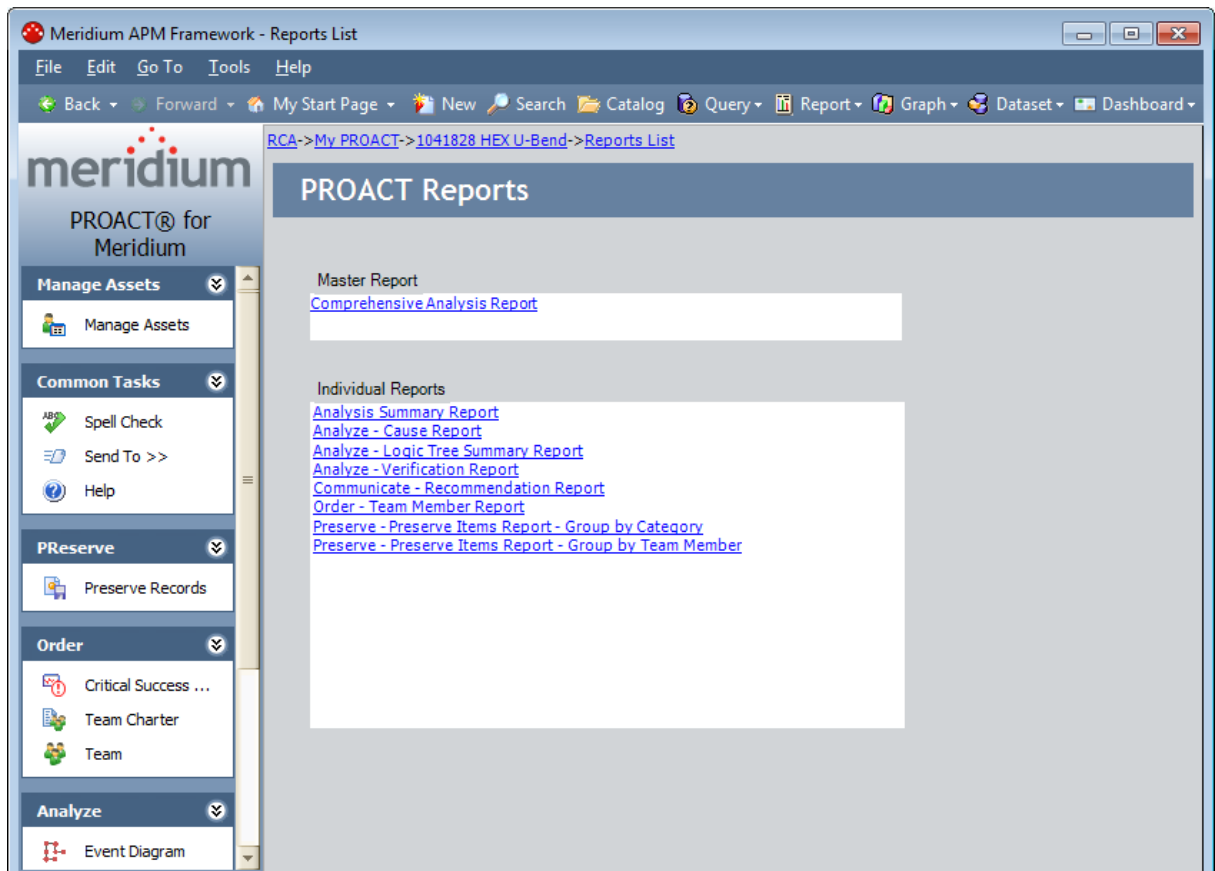 Meridium APM Framework - Reports List
File Edit Go To Tools Help
Back Forward My Start Page New Search Catalog Query Report Graph Dataset Dashboard
meridium
PROACT® for
Meridium
RCA->My PROACT->1041828 HEX U-Bend->Reports List
PROACT Reports
Manage Assets
Manage Assets
Common Tasks
ABC
Spell Check
Send To >>
Help
PReserve
Preserve Records
Order
Critical Success ...
Team Charter
Team
Analyze
Event Diagram
Master Report
Comprehensive Analysis Report
Individual Reports
Analysis Summary Report
Analyze - Cause Report
Analyze - Logic Tree Summary Report
Analyze - Verification Report
Communicate - Recommendation Report
Order - Team Member Report
Preserve - Preserve Items Report - Group by Category
Preserve - Preserve Items Report - Group by Team Member